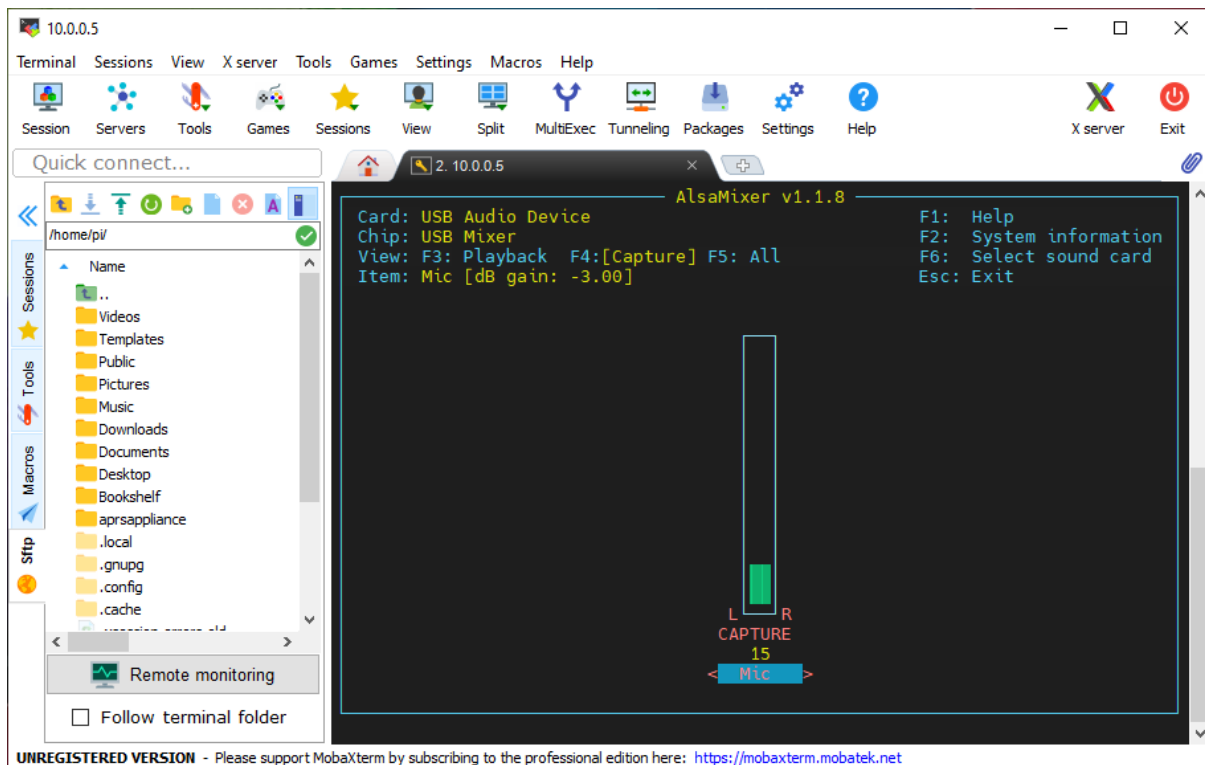 10.0.0.5
Terminal Sessions View X server Tools Games Settings Macros Help
Session Servers Tools Games Sessions View Split MultiExec Tunneling Packages Settings Help X server Exit
Quick connect...
2. 10.0.0.5
/home/pi/
Name
..
Videos
Templates
Public
Pictures
Music
Downloads
Documents
Desktop
Bookshelf
aprsappliance
.local
.gnupg
.config
.cache
Sessions
Tools
Macros
Sftp
Remote monitoring
Follow terminal folder
AlsaMixer v1.1.8
Card: USB Audio Device F1: Help
Chip: USB Mixer F2: System information
View: F3: Playback F4:[Capture] F5: All F6: Select sound card
Item: Mic [dB gain: -3.00] Esc: Exit
L R
CAPTURE
15
< Mic >
UNREGISTERED VERSION - Please support MobaXterm by subscribing to the professional edition here: https://mobaxterm.mobatek.net